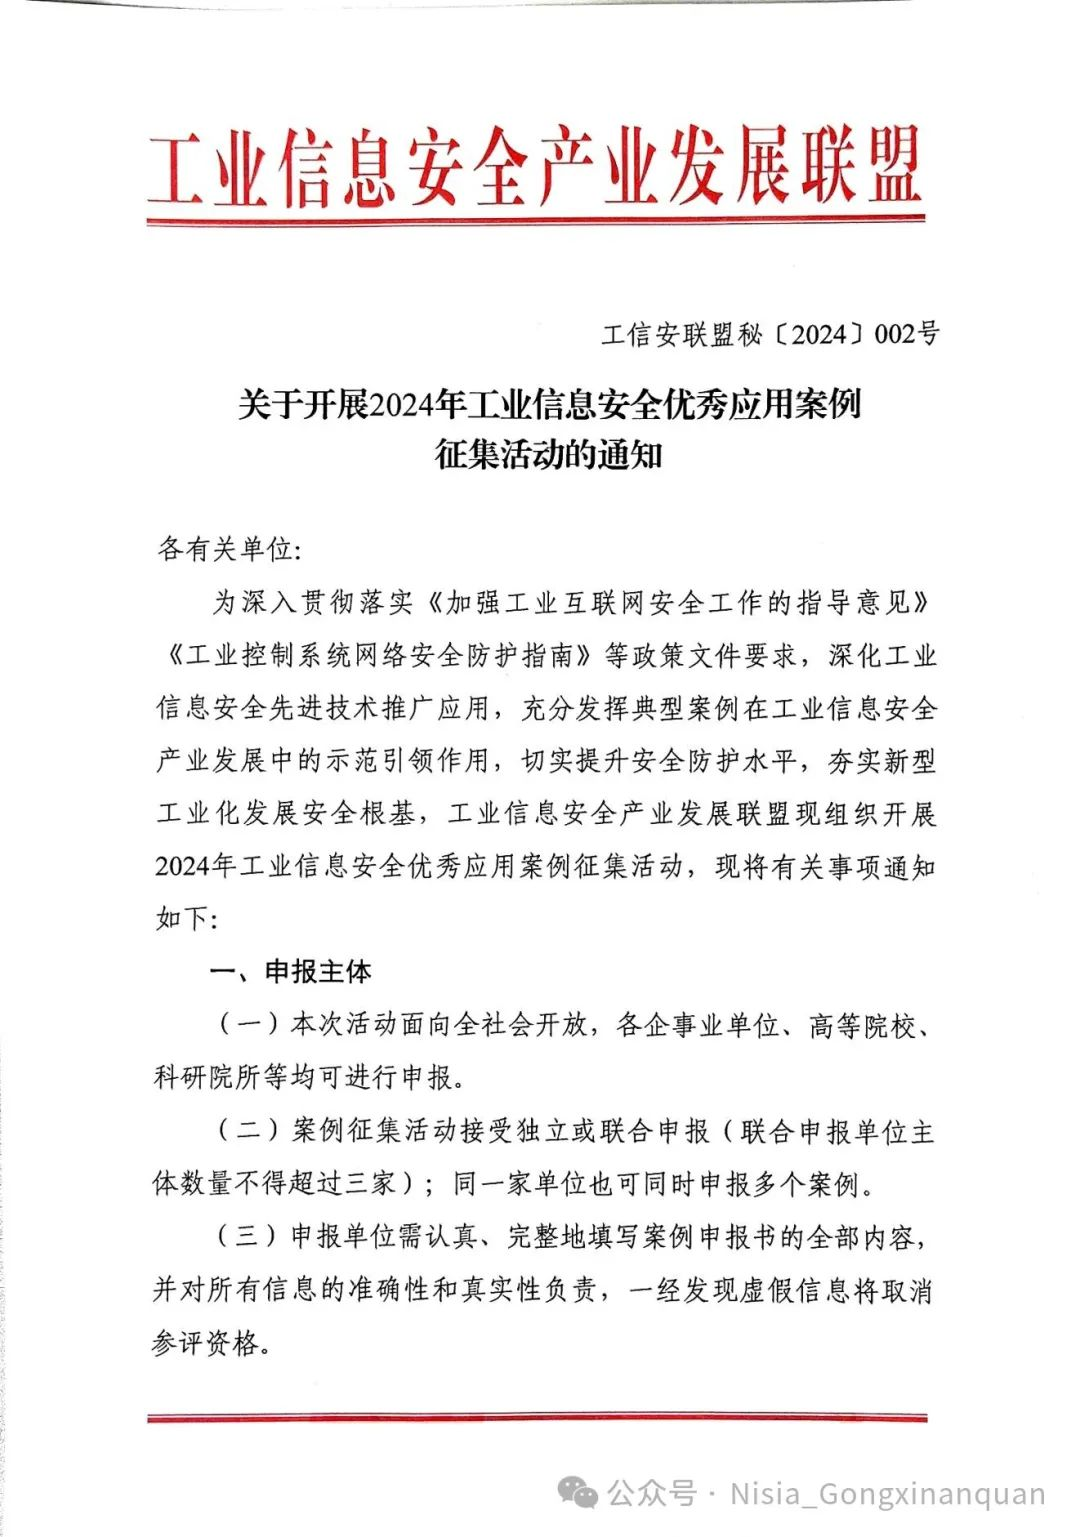 工业信息安全产业发展联盟
工信安联盟秘〔2024〕002号
关于开展2024年工业信息安全优秀应用案例
征集活动的通知
各有关单位:
为深入贯彻落实《加强工业互联网安全工作的指导意见》
《工业控制系统网络安全防护指南》等政策文件要求，深化工业
信息安全先进技术推广应用，充分发挥典型案例在工业信息安全
产业发展中的示范引领作用，切实提升安全防护水平，夯实新型
工业化发展安全根基，工业信息安全产业发展联盟现组织开展
2024年工业信息安全优秀应用案例征集活动，现将有关事项通知
如下:
一、申报主体
（一）本次活动面向全社会开放，各企事业单位、高等院校、
科研院所等均可进行申报。
（二）案例征集活动接受独立或联合申报（联合申报单位主
体数量不得超过三家）；同一家单位也可同时申报多个案例。
（三）申报单位需认真、完整地填写案例申报书的全部内容，
并对所有信息的准确性和真实性负责，一经发现虚假信息将取消
参评资格。
公众号 · Nisia_Gongxinanquan